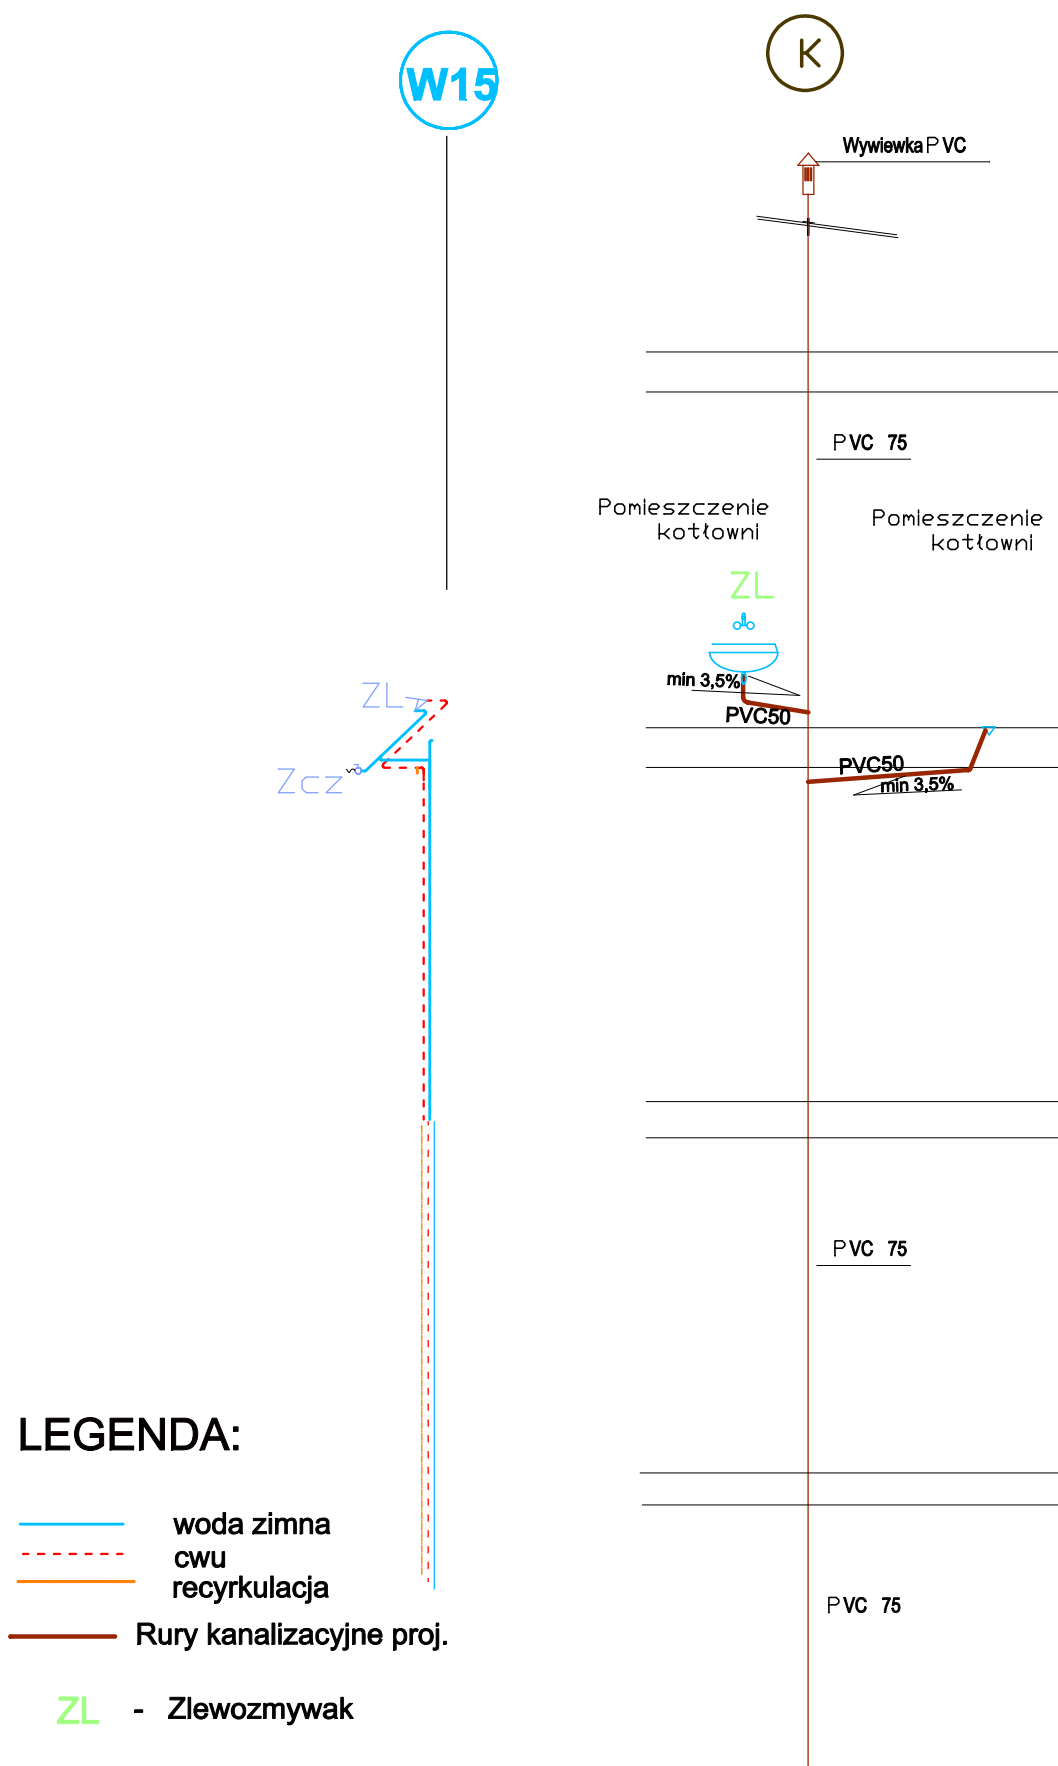 W15
K
Wywiewka PVC
PVC 75
Pomieszczenie
kotłowni
Pomieszczenie
kotłowni
ZL
min 3,5%
PVC50
ZL
Zcz
PVC50
min 3,5%
PVC 75
PVC 75
LEGENDA:
woda zimna
cwu
recyrkulacja
Rury kanalizacyjne proj.
ZL - Zlewozmywak